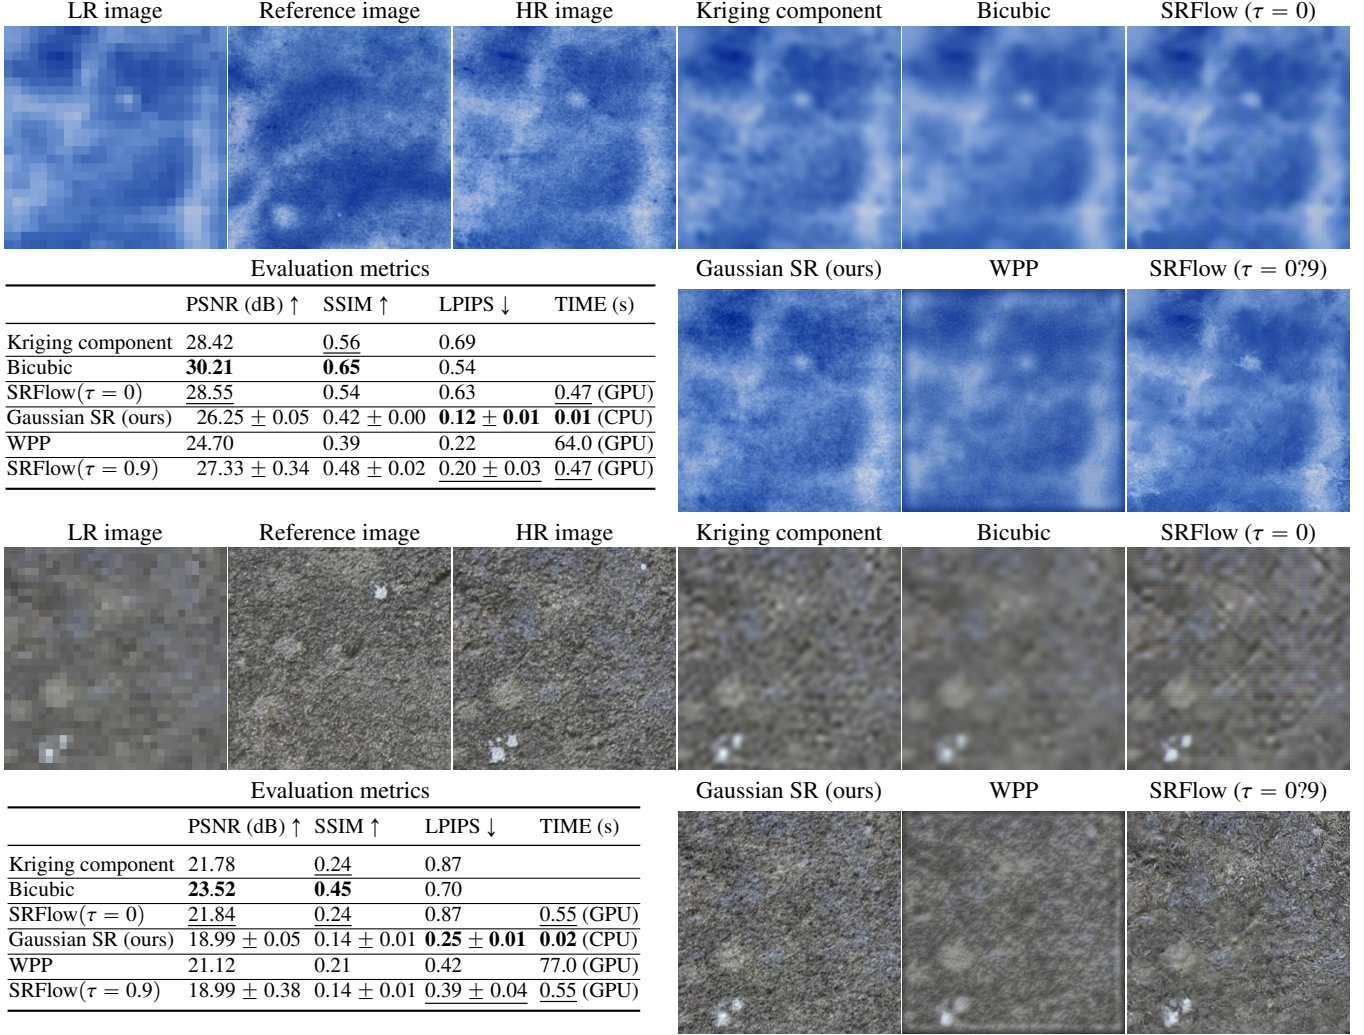 LR image Reference image HR image Kriging component Bicubic SRFlow (τ = 0)
Evaluation metrics
PSNR (dB) ↑ SSIM ↑ LPIPS ↓ TIME (s)
Kriging component 28.42 0.56 0.69
Bicubic 30.21 0.65 0.54
SRFlow(τ = 0) 28.55 0.54 0.63 0.47 (GPU)
Gaussian SR (ours) 26.25 ± 0.05 0.42 ± 0.00 0.12 ± 0.01 0.01 (CPU)
WPP 24.70 0.39 0.22 64.0 (GPU)
SRFlow(τ = 0.9) 27.33 ± 0.34 0.48 ± 0.02 0.20 ± 0.03 0.47 (GPU)
Gaussian SR (ours) WPP SRFlow (τ = 0?9)
LR image Reference image HR image Kriging component Bicubic SRFlow (τ = 0)
Evaluation metrics
PSNR (dB) ↑ SSIM ↑ LPIPS ↓ TIME (s)
Kriging component 21.78 0.24 0.87
Bicubic 23.52 0.45 0.70
SRFlow(τ = 0) 21.84 0.24 0.87 0.55 (GPU)
Gaussian SR (ours) 18.99 ± 0.05 0.14 ± 0.01 0.25 ± 0.01 0.02 (CPU)
WPP 21.12 0.21 0.42 77.0 (GPU)
SRFlow(τ = 0.9) 18.99 ± 0.38 0.14 ± 0.01 0.39 ± 0.04 0.55 (GPU)
Gaussian SR (ours) WPP SRFlow (τ = 0?9)